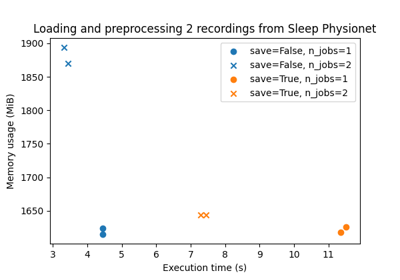 Loading and preprocessing 2 recordings from Sleep Physionet
1900
1850
1800
1750
1700
1650
Memory usage (MiB)
save=False, n_jobs=1
save=False, n_jobs=2
save=True, n_jobs=1
save=True, n_jobs=2
3 4 5 6 7 8 9 10 11
Execution time (s)